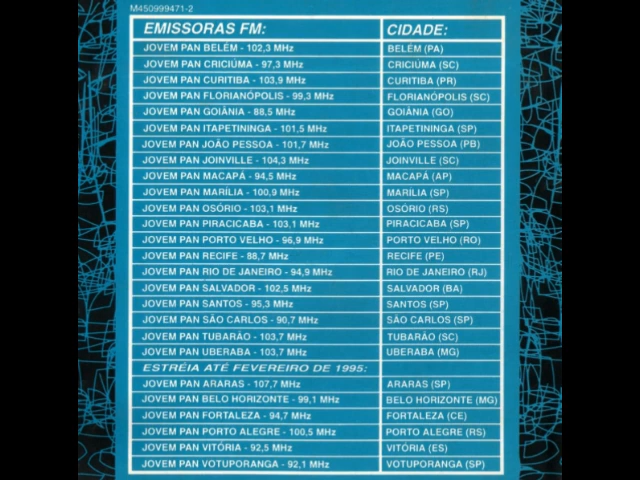 M450999471-2
EMISSORAS FM: CIDADE:
JOVEM PAN BELÉM - 102,3 MHz BELÉM (PA)
JOVEM PAN CRICIÚMA - 97,3 MHz CRICIÚMA (SC)
JOVEM PAN CURITIBA - 103,9 MHz CURITIBA (PR)
JOVEM PAN FLORIANÓPOLIS - 99,3 MHz FLORIANÓPOLIS (SC)
JOVEM PAN GOIÂNIA - 88,5 MHz GOIÂNIA (GO)
JOVEM PAN ITAPETININGA - 101,5 MHz ITAPETININGA (SP)
JOVEM PAN JOÃO PESSOA - 101,7 MHz JOÃO PESSOA (PB)
JOVEM PAN JOINVILLE - 104,3 MHz JOINVILLE (SC)
JOVEM PAN MACAPÁ - 94,5 MHz MACAPÁ (AP)
JOVEM PAN MARÍLIA - 100,9 MHz MARÍLIA (SP)
JOVEM PAN OSÓRIO - 103,1 MHz OSÓRIO (RS)
JOVEM PAN PIRACICABA - 103,1 MHz PIRACICABA (SP)
JOVEM PAN PORTO VELHO - 96,9 MHz PORTO VELHO (RO)
JOVEM PAN RECIFE - 88,7 MHz RECIFE (PE)
JOVEM PAN RIO DE JANEIRO - 94,9 MHz RIO DE JANEIRO (RJ)
JOVEM PAN SALVADOR - 102,5 MHz SALVADOR (BA)
JOVEM PAN SANTOS - 95,3 MHz SANTOS (SP)
JOVEM PAN SÃO CARLOS - 90,7 MHz SÃO CARLOS (SP)
JOVEM PAN TUBARÃO - 103,7 MHz TUBARÃO (SC)
JOVEM PAN UBERABA - 103,7 MHz UBERABA (MG)
ESTRÉIA ATÉ FEVEREIRO DE 1995:
JOVEM PAN ARARAS - 107,7 MHz ARARAS (SP)
JOVEM PAN BELO HORIZONTE - 99,1 MHz BELO HORIZONTE (MG)
JOVEM PAN FORTALEZA - 94,7 MHz FORTALEZA (CE)
JOVEM PAN PORTO ALEGRE - 100,5 MHz PORTO ALEGRE (RS)
JOVEM PAN VITÓRIA - 92,5 MHz VITÓRIA (ES)
JOVEM PAN VOTUPORANGA - 92,1 MHz VOTUPORANGA (SP)